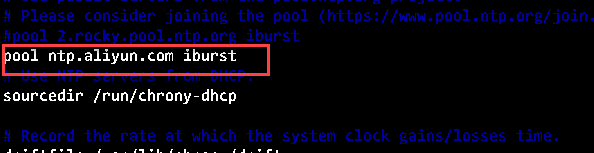 # Please consider joining the pool (https://www.pool.ntp.org/join.
#pool 2.rocky.pool.ntp.org iburst
pool ntp.aliyun.com iburst
# Use NTP servers from DHCP.
sourcedir /run/chrony-dhcp
# Record the rate at which the system clock gains/losses time.